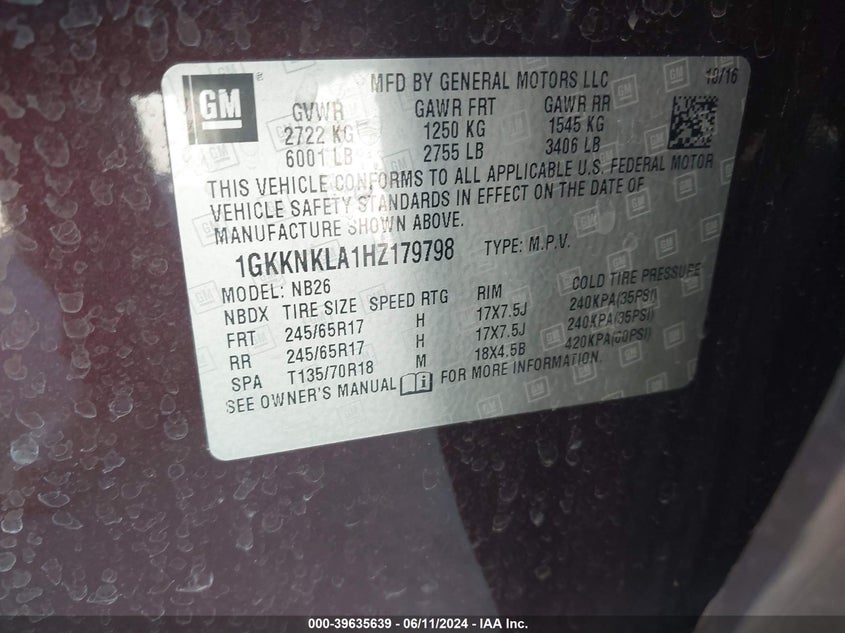 GM
MFD BY GENERAL MOTORS LLC 10/16
GVWR GAWR FRT GAWR RR
2722 KG 1250 KG 1545 KG
6001 LB 2755 LB 3406 LB
THIS VEHICLE CONFORMS TO ALL APPLICABLE U.S. FEDERAL MOTOR
VEHICLE SAFETY STANDARDS IN EFFECT ON THE DATE OF
MANUFACTURE SHOWN ABOVE.
1GKKNKLA1HZ179798 TYPE: M.P.V.
MODEL: NB26
NBDX TIRE SIZE SPEED RTG RIM COLD TIRE PRESSURE
FRT 245/65R17 H 17X7.5J 240KPA(35PSI)
RR 245/65R17 H 17X7.5J 240KPA(35PSI)
SPA T135/70R18 M 18X4.5B 420KPA(60PSI)
SEE OWNER'S MANUAL FOR MORE INFORMATION.
000-39635639 - 06/11/2024 - IAA Inc.